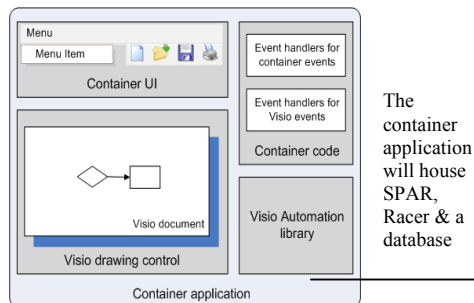 Menu
Menu Item
Container UI
Event handlers for
container events
Event handlers for
Visio events
Container code
Visio document
Visio drawing control
Visio Automation
library
Container application
The
container
application
will house
SPAR,
Racer & a
database